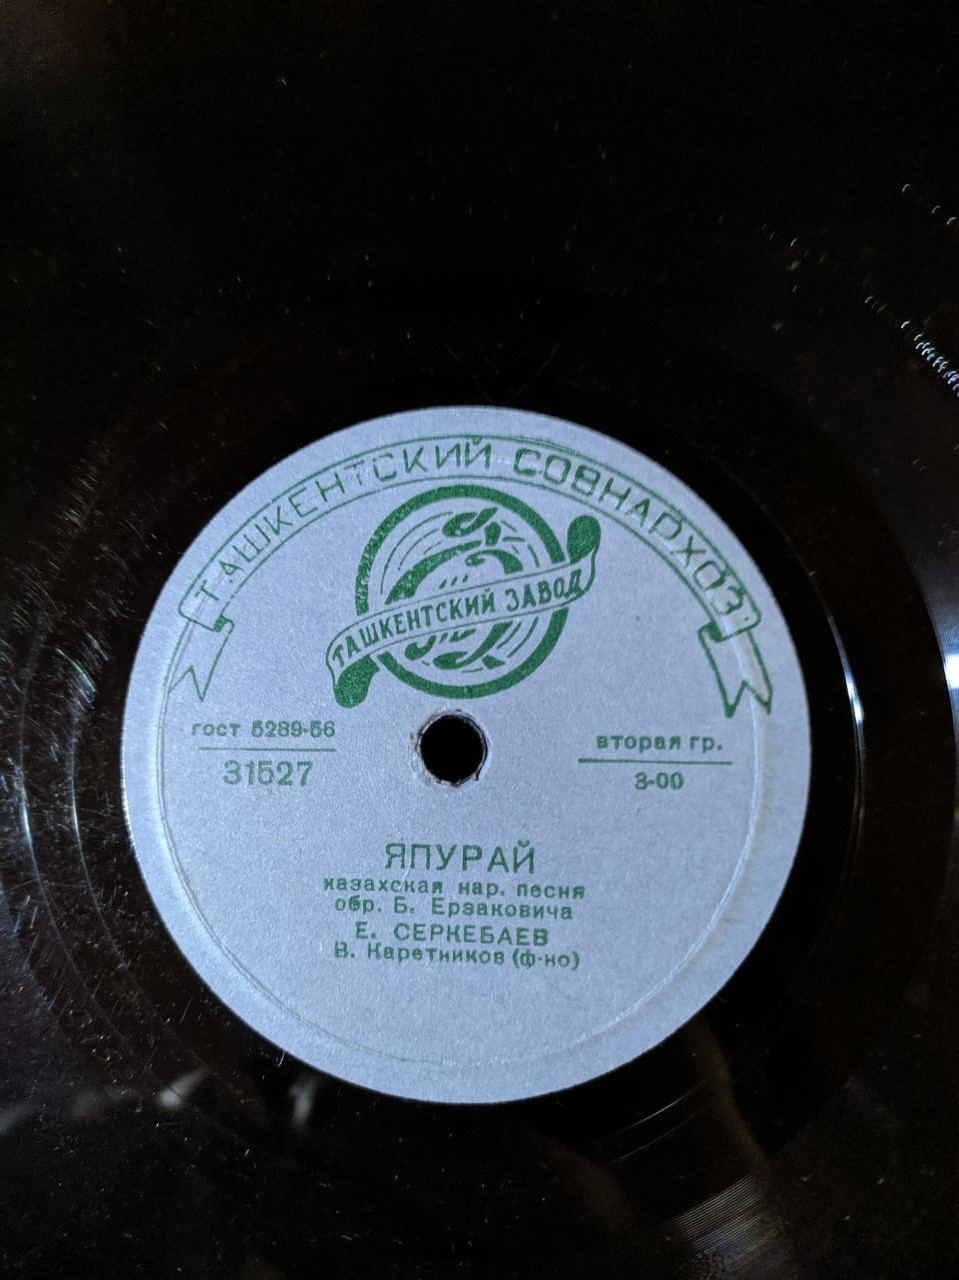 ТАШКЕНТСКИЙ СОВНАРХОЗ
ТАШКЕНТСКИЙ ЗАВОД
гост 5289-56
31527
вторая гр.
3-00
ЯПУРАЙ
казахская нар. песня
обр. Б. Ерзаковича
Е. СЕРКЕБАЕВ
В. Каретников (ф-но)